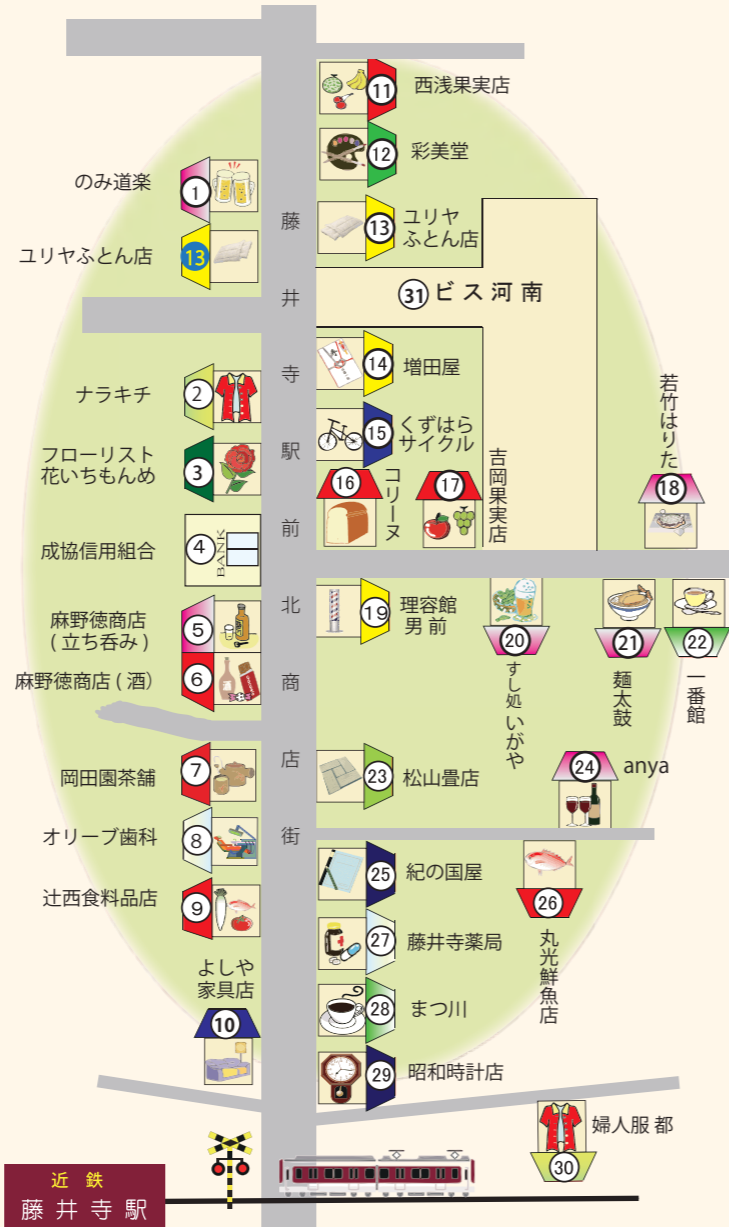 11
西浅果実店
12
彩美堂
のみ道楽
1
13
ユリヤ
ふとん店
ユリヤふとん店
13
31 ビス河南
藤井寺駅前北商店街
14
増田屋
ナラキチ
2
15
くずはら
サイクル
フローリスト
花いちもんめ
3
16
コリーヌ
17
吉岡果実店
若竹はりた
18
成協信用組合
4
BANK
麻野徳商店
(立ち呑み)
5
19
理容館
男前
20
すし処 いがや
21
麺太鼓
22
一番館
麻野徳商店(酒)
6
岡田園茶舗
7
23
松山畳店
24
anya
オリーブ歯科
8
25
紀の国屋
26
丸光鮮魚店
辻西食料品店
9
27
藤井寺薬局
よしや
家具店
10
28
まつ川
29
昭和時計店
婦人服 都
30
近鉄
藤井寺駅